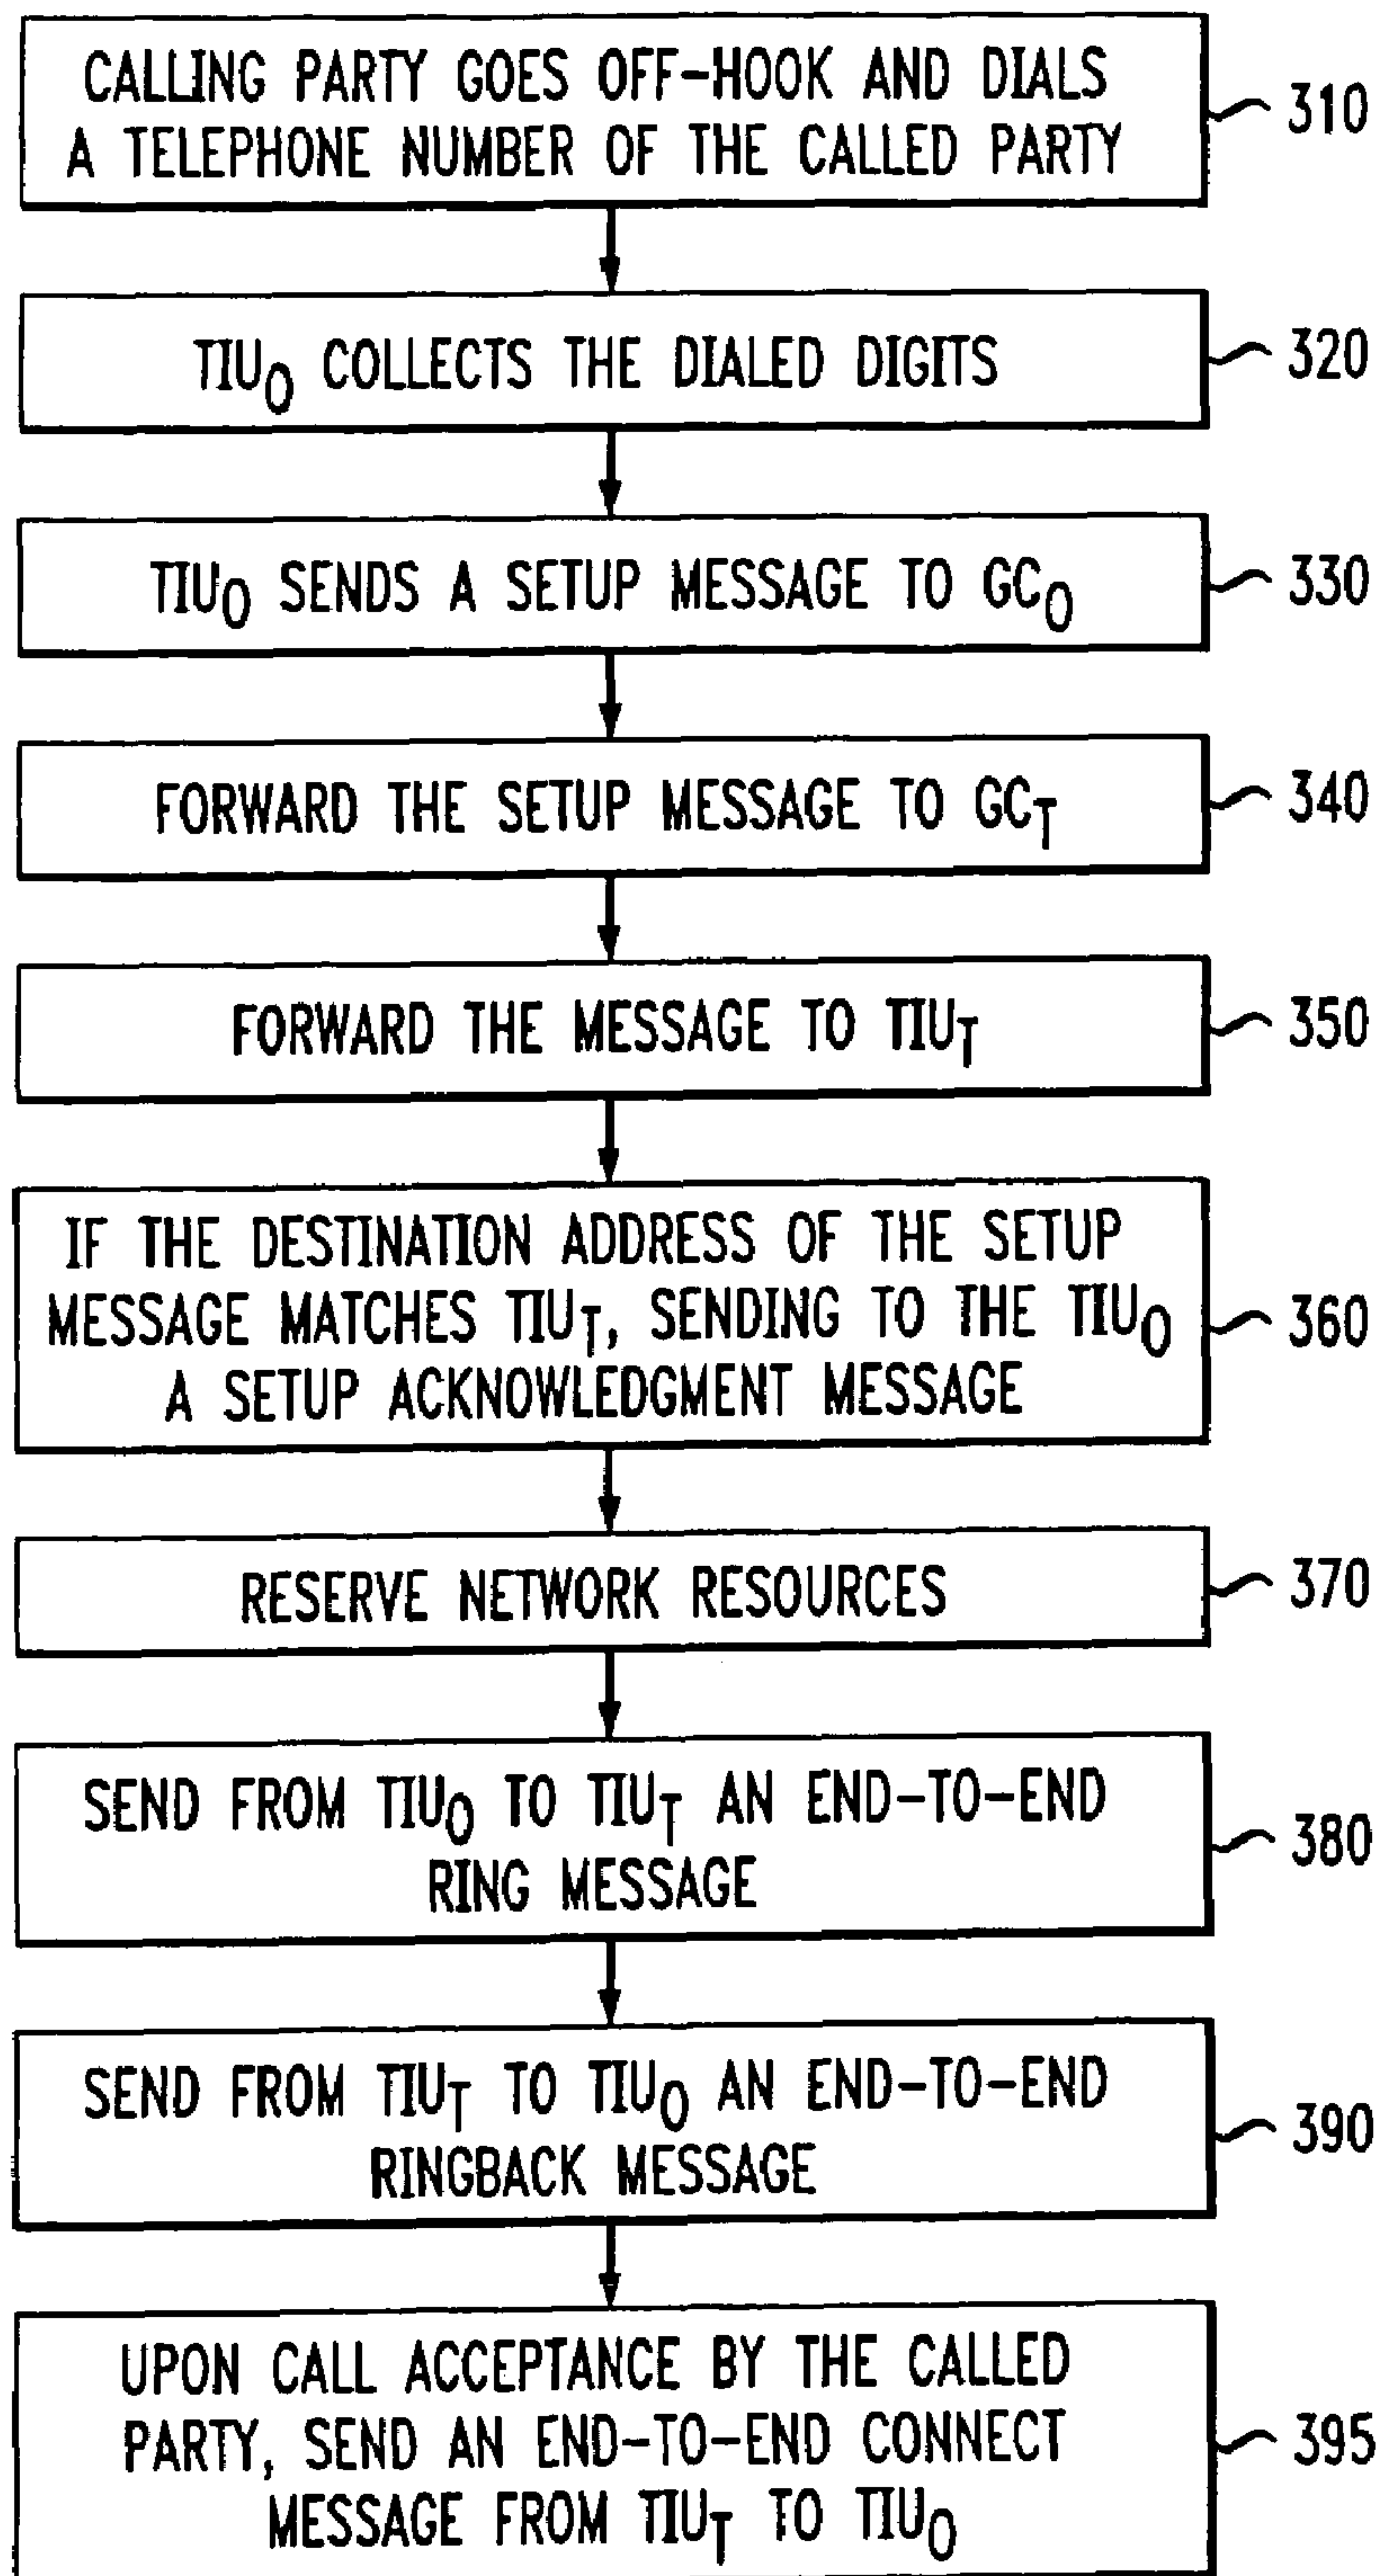 CALLING PARTY GOES OFF-HOOK AND DIALS
A TELEPHONE NUMBER OF THE CALLED PARTY
310
TIUO COLLECTS THE DIALED DIGITS
320
TIUO SENDS A SETUP MESSAGE TO GCO
330
FORWARD THE SETUP MESSAGE TO GCT
340
FORWARD THE MESSAGE TO TIUT
350
IF THE DESTINATION ADDRESS OF THE SETUP
MESSAGE MATCHES TIUT, SENDING TO THE TIUO
A SETUP ACKNOWLEDGMENT MESSAGE
360
RESERVE NETWORK RESOURCES
370
SEND FROM TIUO TO TIUT AN END-TO-END
RING MESSAGE
380
SEND FROM TIUT TO TIUO AN END-TO-END
RINGBACK MESSAGE
390
UPON CALL ACCEPTANCE BY THE CALLED
PARTY, SEND AN END-TO-END CONNECT
MESSAGE FROM TIUT TO TIUO
395